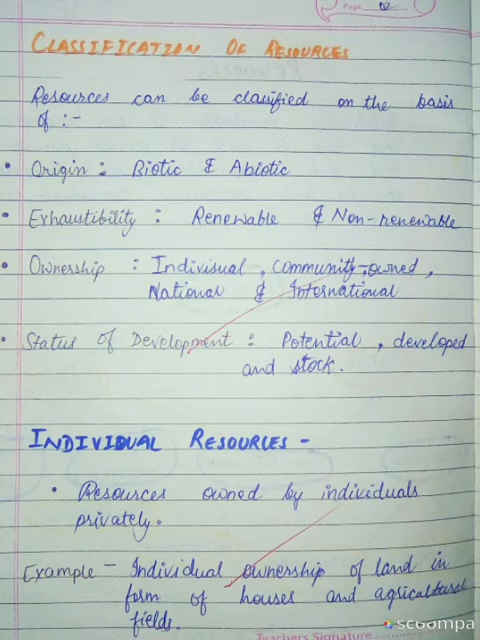 Page 02
CLASSIFICATION OF RESOURCES
Resources can be classified on the basis
of :-
• Origin : Biotic & Abiotic
• Exhaustibility : Renewable & Non-renewable
• Ownership : Indivisual, community-owned,
National & International
• Status of Development : Potential, developed
and stock.
INDIVIDUAL RESOURCES -
• Resources owned by individuals
privately.
Example - Individual ownership of land in
form of houses and agricultural
fields.
scoompa
Teachers Signature